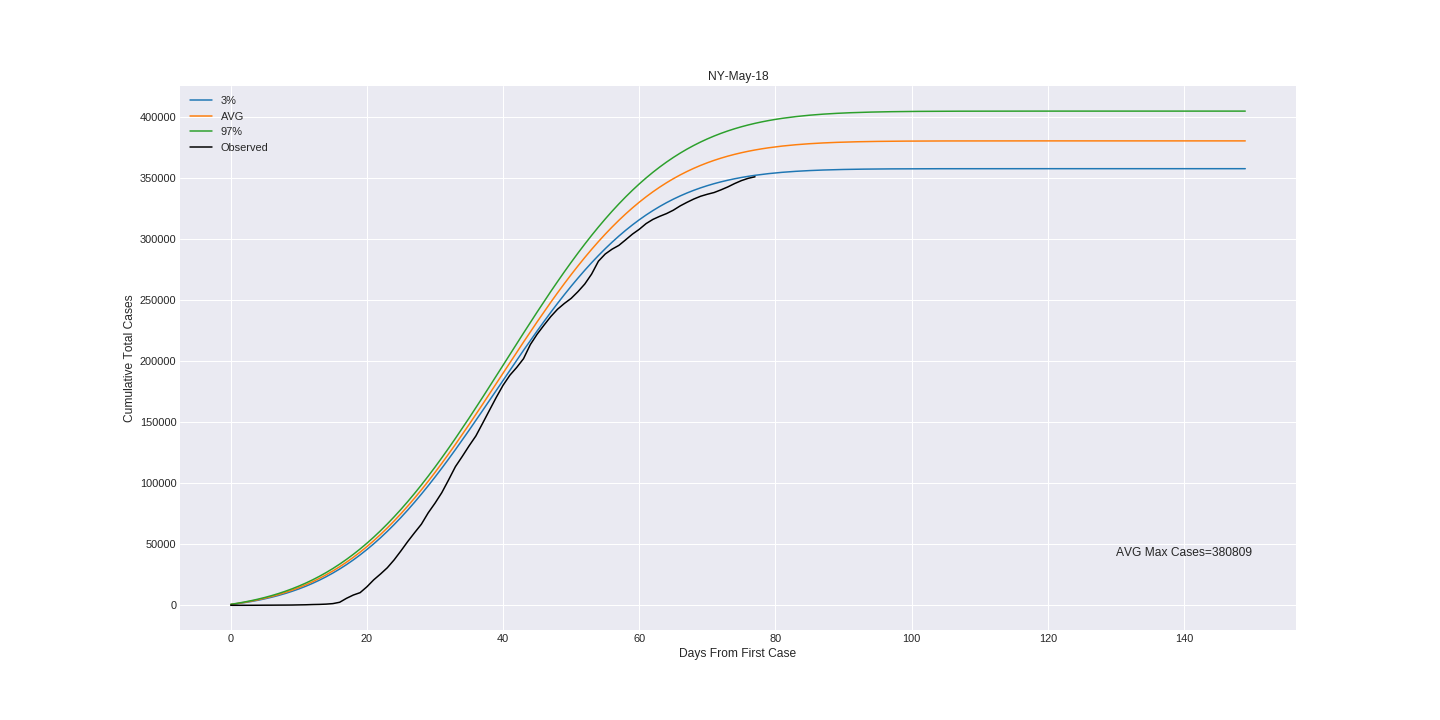 NY-May-18
3%
AVG
97%
Observed
400000
350000
300000
250000
200000
150000
100000
50000
0
Cumulative Total Cases
AVG Max Cases=380809
0 20 40 60 80 100 120 140
Days From First Case